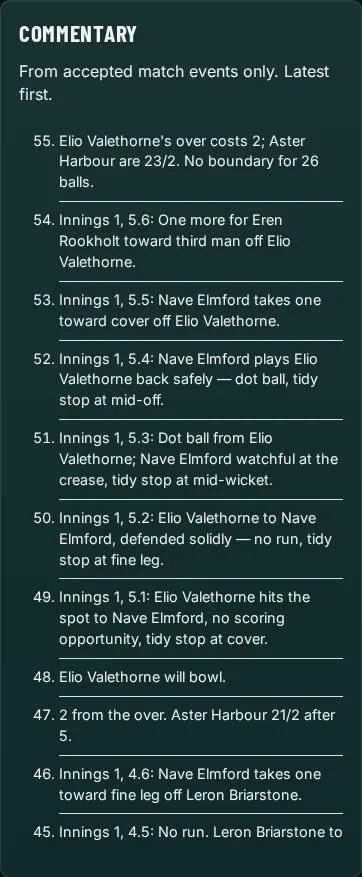 COMMENTARY
From accepted match events only. Latest
first.
55. Elio Valethorne's over costs 2; Aster
Harbour are 23/2. No boundary for 26
balls.
54. Innings 1, 5.6: One more for Eren
Rookholt toward third man off Elio
Valethorne.
53. Innings 1, 5.5: Nave Elmford takes one
toward cover off Elio Valethorne.
52. Innings 1, 5.4: Nave Elmford plays Elio
Valethorne back safely — dot ball, tidy
stop at mid-off.
51. Innings 1, 5.3: Dot ball from Elio
Valethorne; Nave Elmford watchful at the
crease, tidy stop at mid-wicket.
50. Innings 1, 5.2: Elio Valethorne to Nave
Elmford, defended solidly — no run, tidy
stop at fine leg.
49. Innings 1, 5.1: Elio Valethorne hits the
spot to Nave Elmford, no scoring
opportunity, tidy stop at cover.
48. Elio Valethorne will bowl.
47. 2 from the over. Aster Harbour 21/2 after
5.
46. Innings 1, 4.6: Nave Elmford takes one
toward fine leg off Leron Briarstone.
45. Innings 1, 4.5: No run. Leron Briarstone to